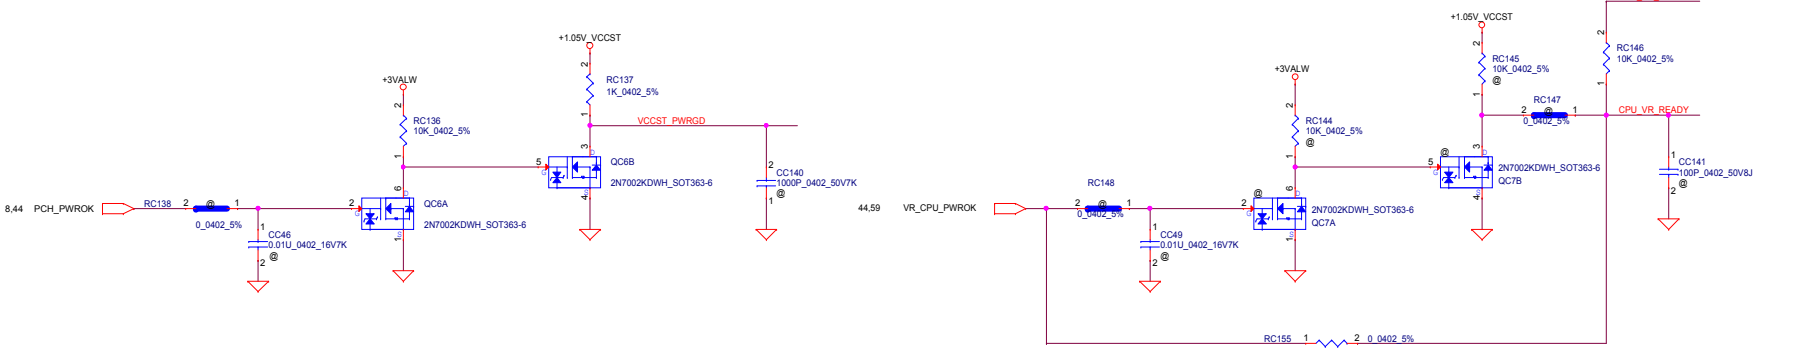 +1.05V_VCCST
2
RC137
1K_0402_5%
1
+3VALW
2
RC136
10K_0402_5%
1
VCCST_PWRGD
3
D
5
G
QC6B
2N7002KDWH_SOT363-6
S
4
2
CC140
1000P_0402_50V7K
@
1
8,44 PCH_PWROK
RC138 2 @ 1
0_0402_5%
6
D
2
G
QC6A
2N7002KDWH_SOT363-6
S
1
1
CC46
0.01U_0402_16V7K
@
2
+1.05V_VCCST
2
RC145
10K_0402_5%
@
1
2
RC146
10K_0402_5%
1
+3VALW
2
RC144
10K_0402_5%
@
1
RC147
2 @ 1
0_0402_5%
CPU_VR_READY
3
D
@
5
G
2N7002KDWH_SOT363-6
QC7B
S
4
1
CC141
100P_0402_50V8J
@
2
44,59 VR_CPU_PWROK
RC148
2 @ 1
0_0402_5%
@
6
D
2
G
2N7002KDWH_SOT363-6
QC7A
S
1
1
CC49
0.01U_0402_16V7K
@
2
RC155 1 2 0_0402_5%